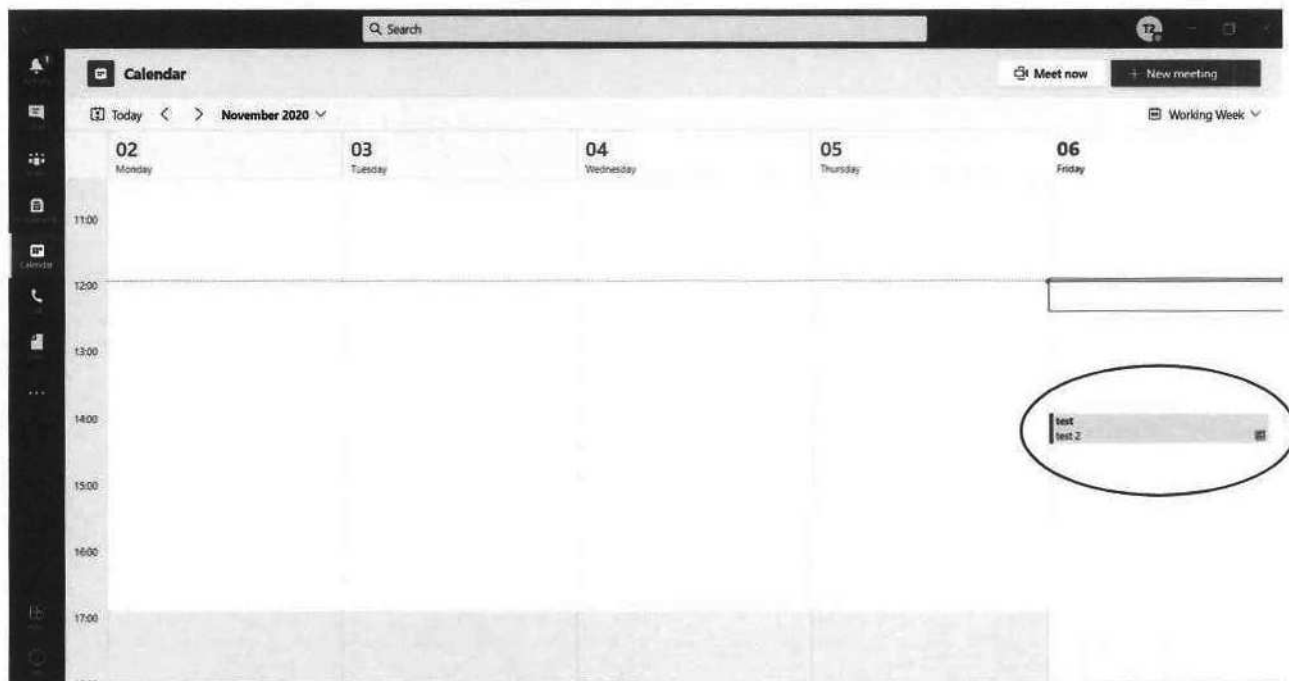 Search
T2
Calendar
Meet now
+ New meeting
Today
November 2020
Working Week
02
Monday
03
Tuesday
04
Wednesday
05
Thursday
06
Friday
11:00
12:00
13:00
14:00
15:00
16:00
17:00
Calendar
test
test 2